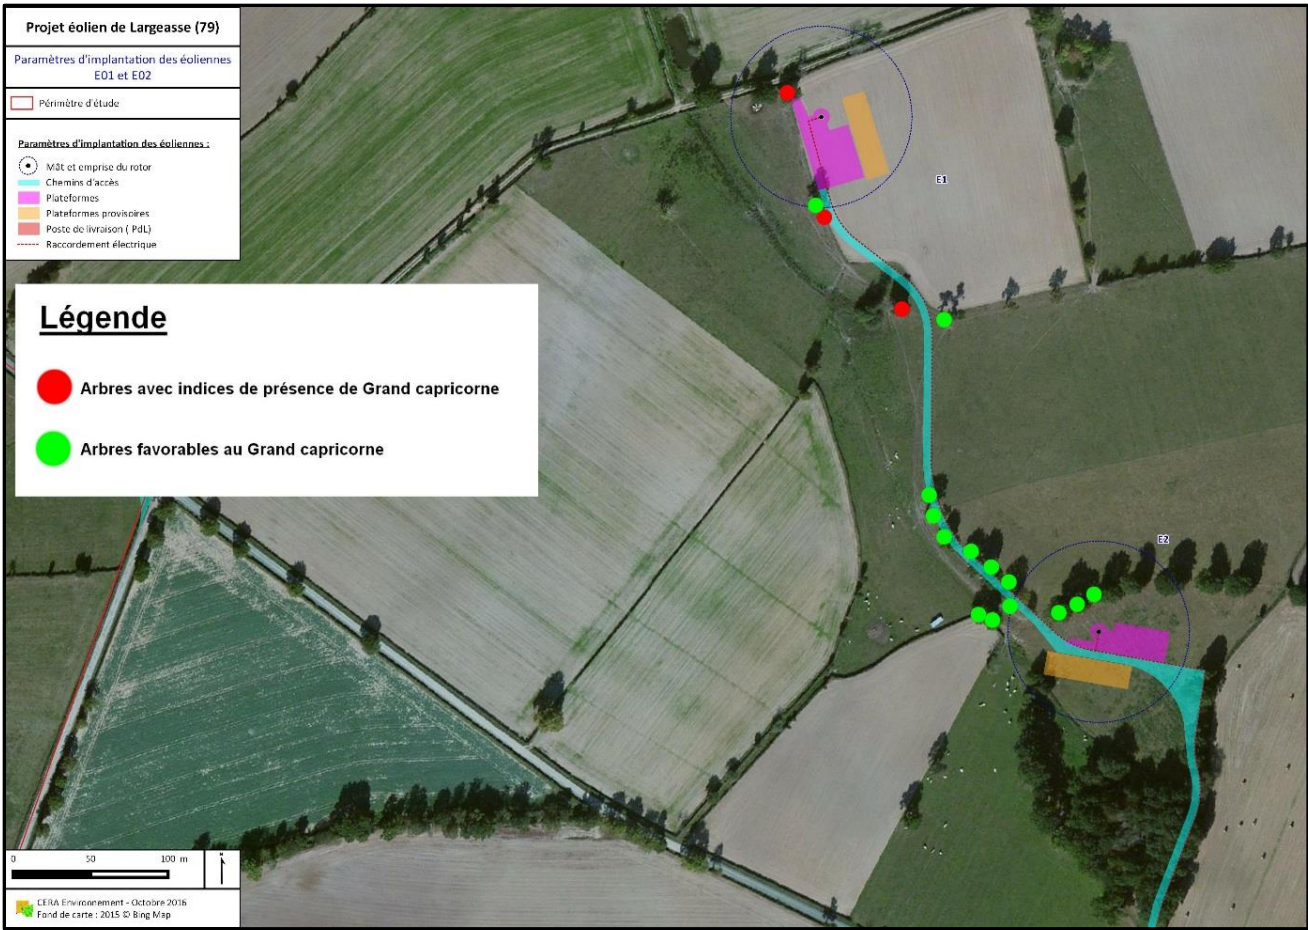 Projet éolien de Largeasse (79)
Paramètres d'implantation des éoliennes
E01 et E02
Périmètre d'étude
Paramètres d'implantation des éoliennes :
Mât et emprise du rotor
Chemins d'accès
Plateformes
Plateformes provisoires
Poste de livraison ( PdL)
Raccordement électrique
Légende
Arbres avec indices de présence de Grand capricorne
Arbres favorables au Grand capricorne
E1
E2
0 50 100 m
N
CERA Environnement - Octobre 2016
Fond de carte : 2015 © Bing Map